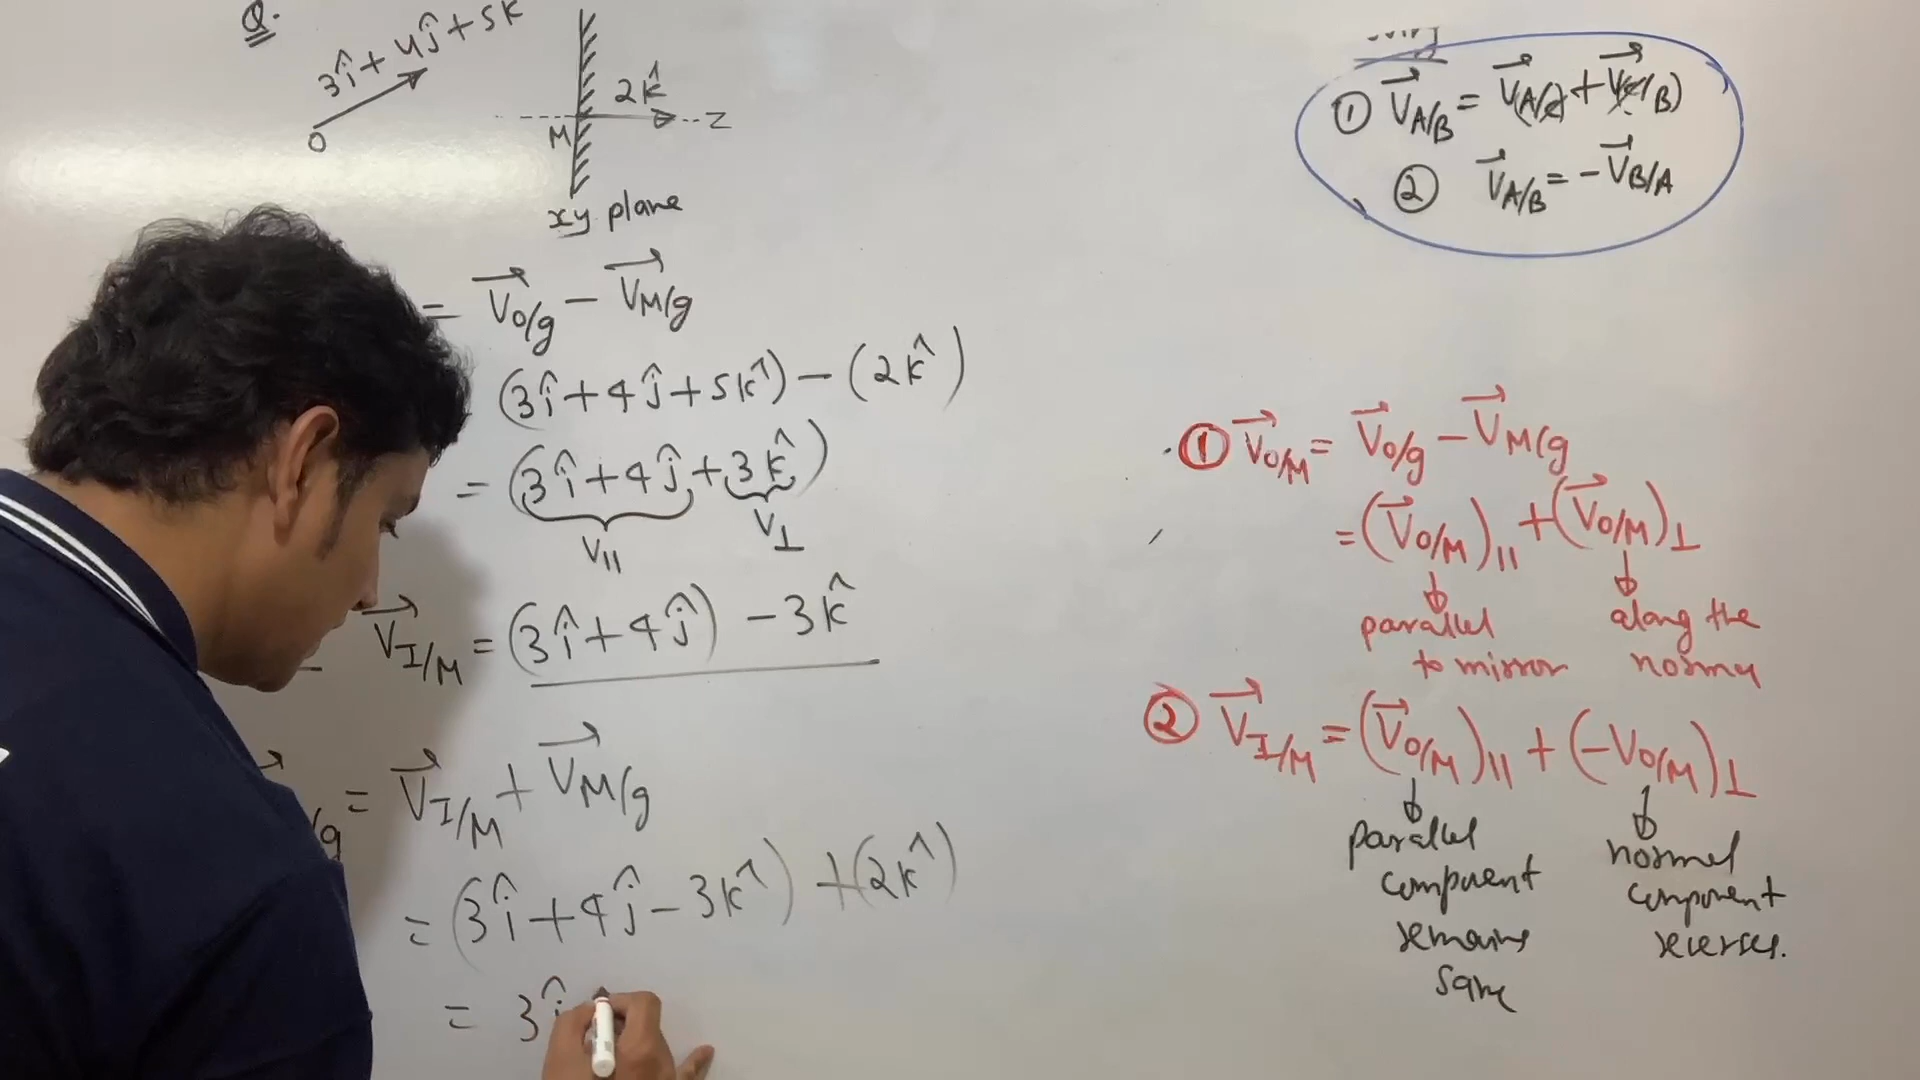 Q.
3î + 4ĵ + 5k
O
2k̂
M
Z
xy plane
= V⃗O/g − V⃗M/g
(3î + 4ĵ + 5k̂) − (2k̂)
= (3î + 4ĵ + 3k̂)
V|| V⊥
V⃗I/M = (3î + 4ĵ) − 3k̂
/g = V⃗I/M + V⃗M/g
= (3î + 4ĵ − 3k̂) + (2k̂)
= 3î
① V⃗A/B = V⃗(A/c) + V⃗(c/B)
② V⃗A/B = −V⃗B/A
① V⃗O/M = V⃗O/g − V⃗M/g
= (V⃗O/M)|| + (V⃗O/M)⊥
parallel
to mirror
along the
normal
② V⃗I/M = (V⃗O/M)|| + (−VO/M)⊥
parallel
component
remains
same
normal
component
reverses.